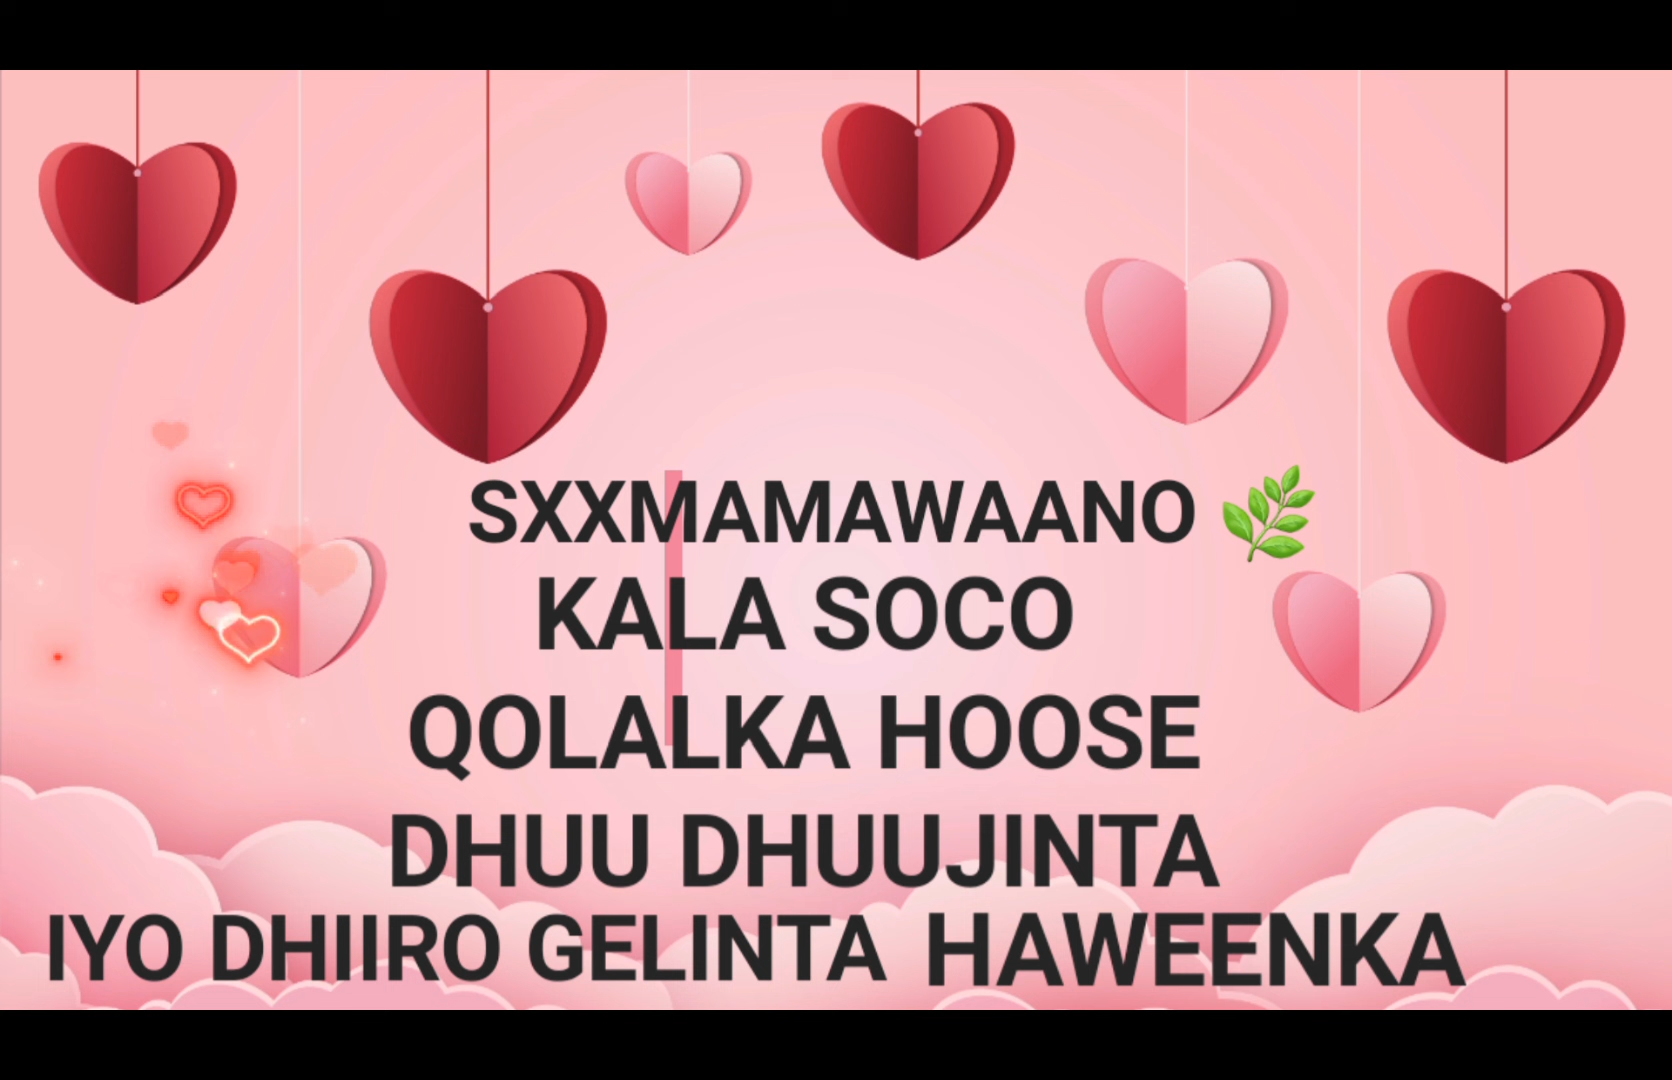 SXXMAMAWAANO 🌿
KALA SOCO
QOLALKA HOOSE
DHUU DHUUJINTA
IYO DHIIRO GELINTA HAWEENKA